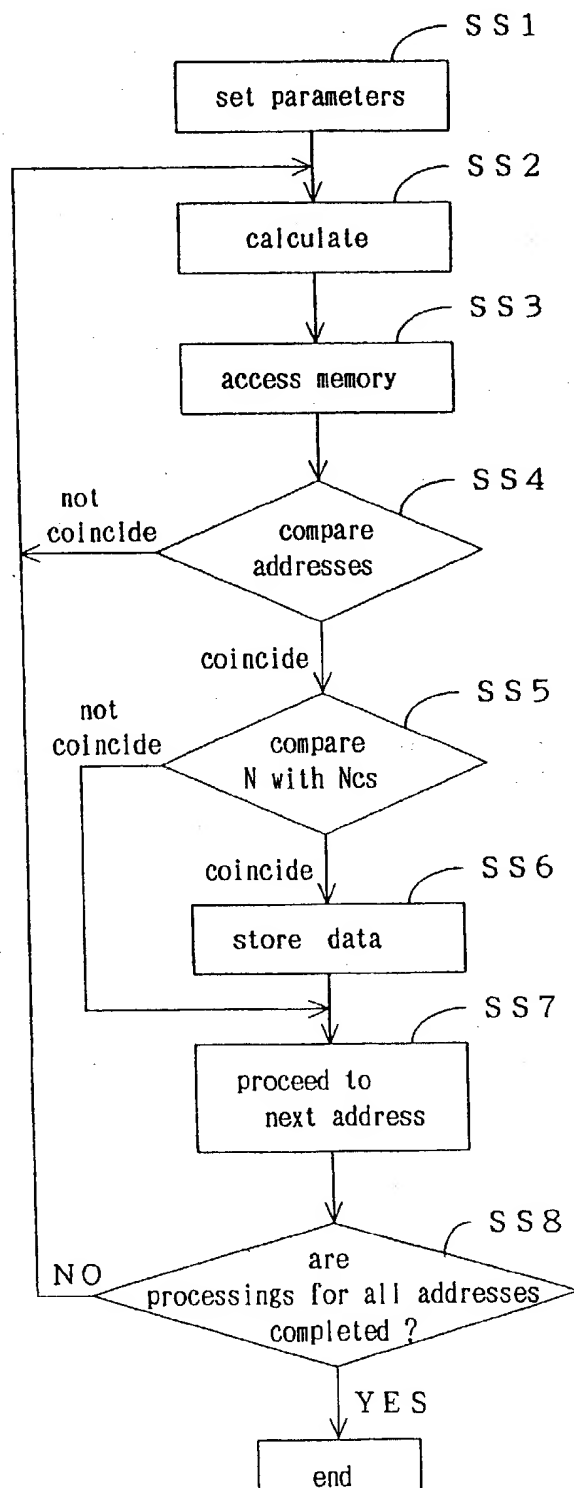 SS1
set parameters
SS2
calculate
SS3
access memory
SS4
not
coincide
compare
addresses
coincide
SS5
not
coincide
compare
N with Ncs
coincide
SS6
store data
SS7
proceed to
next address
SS8
NO
are
processings for all addresses
completed ?
YES
end